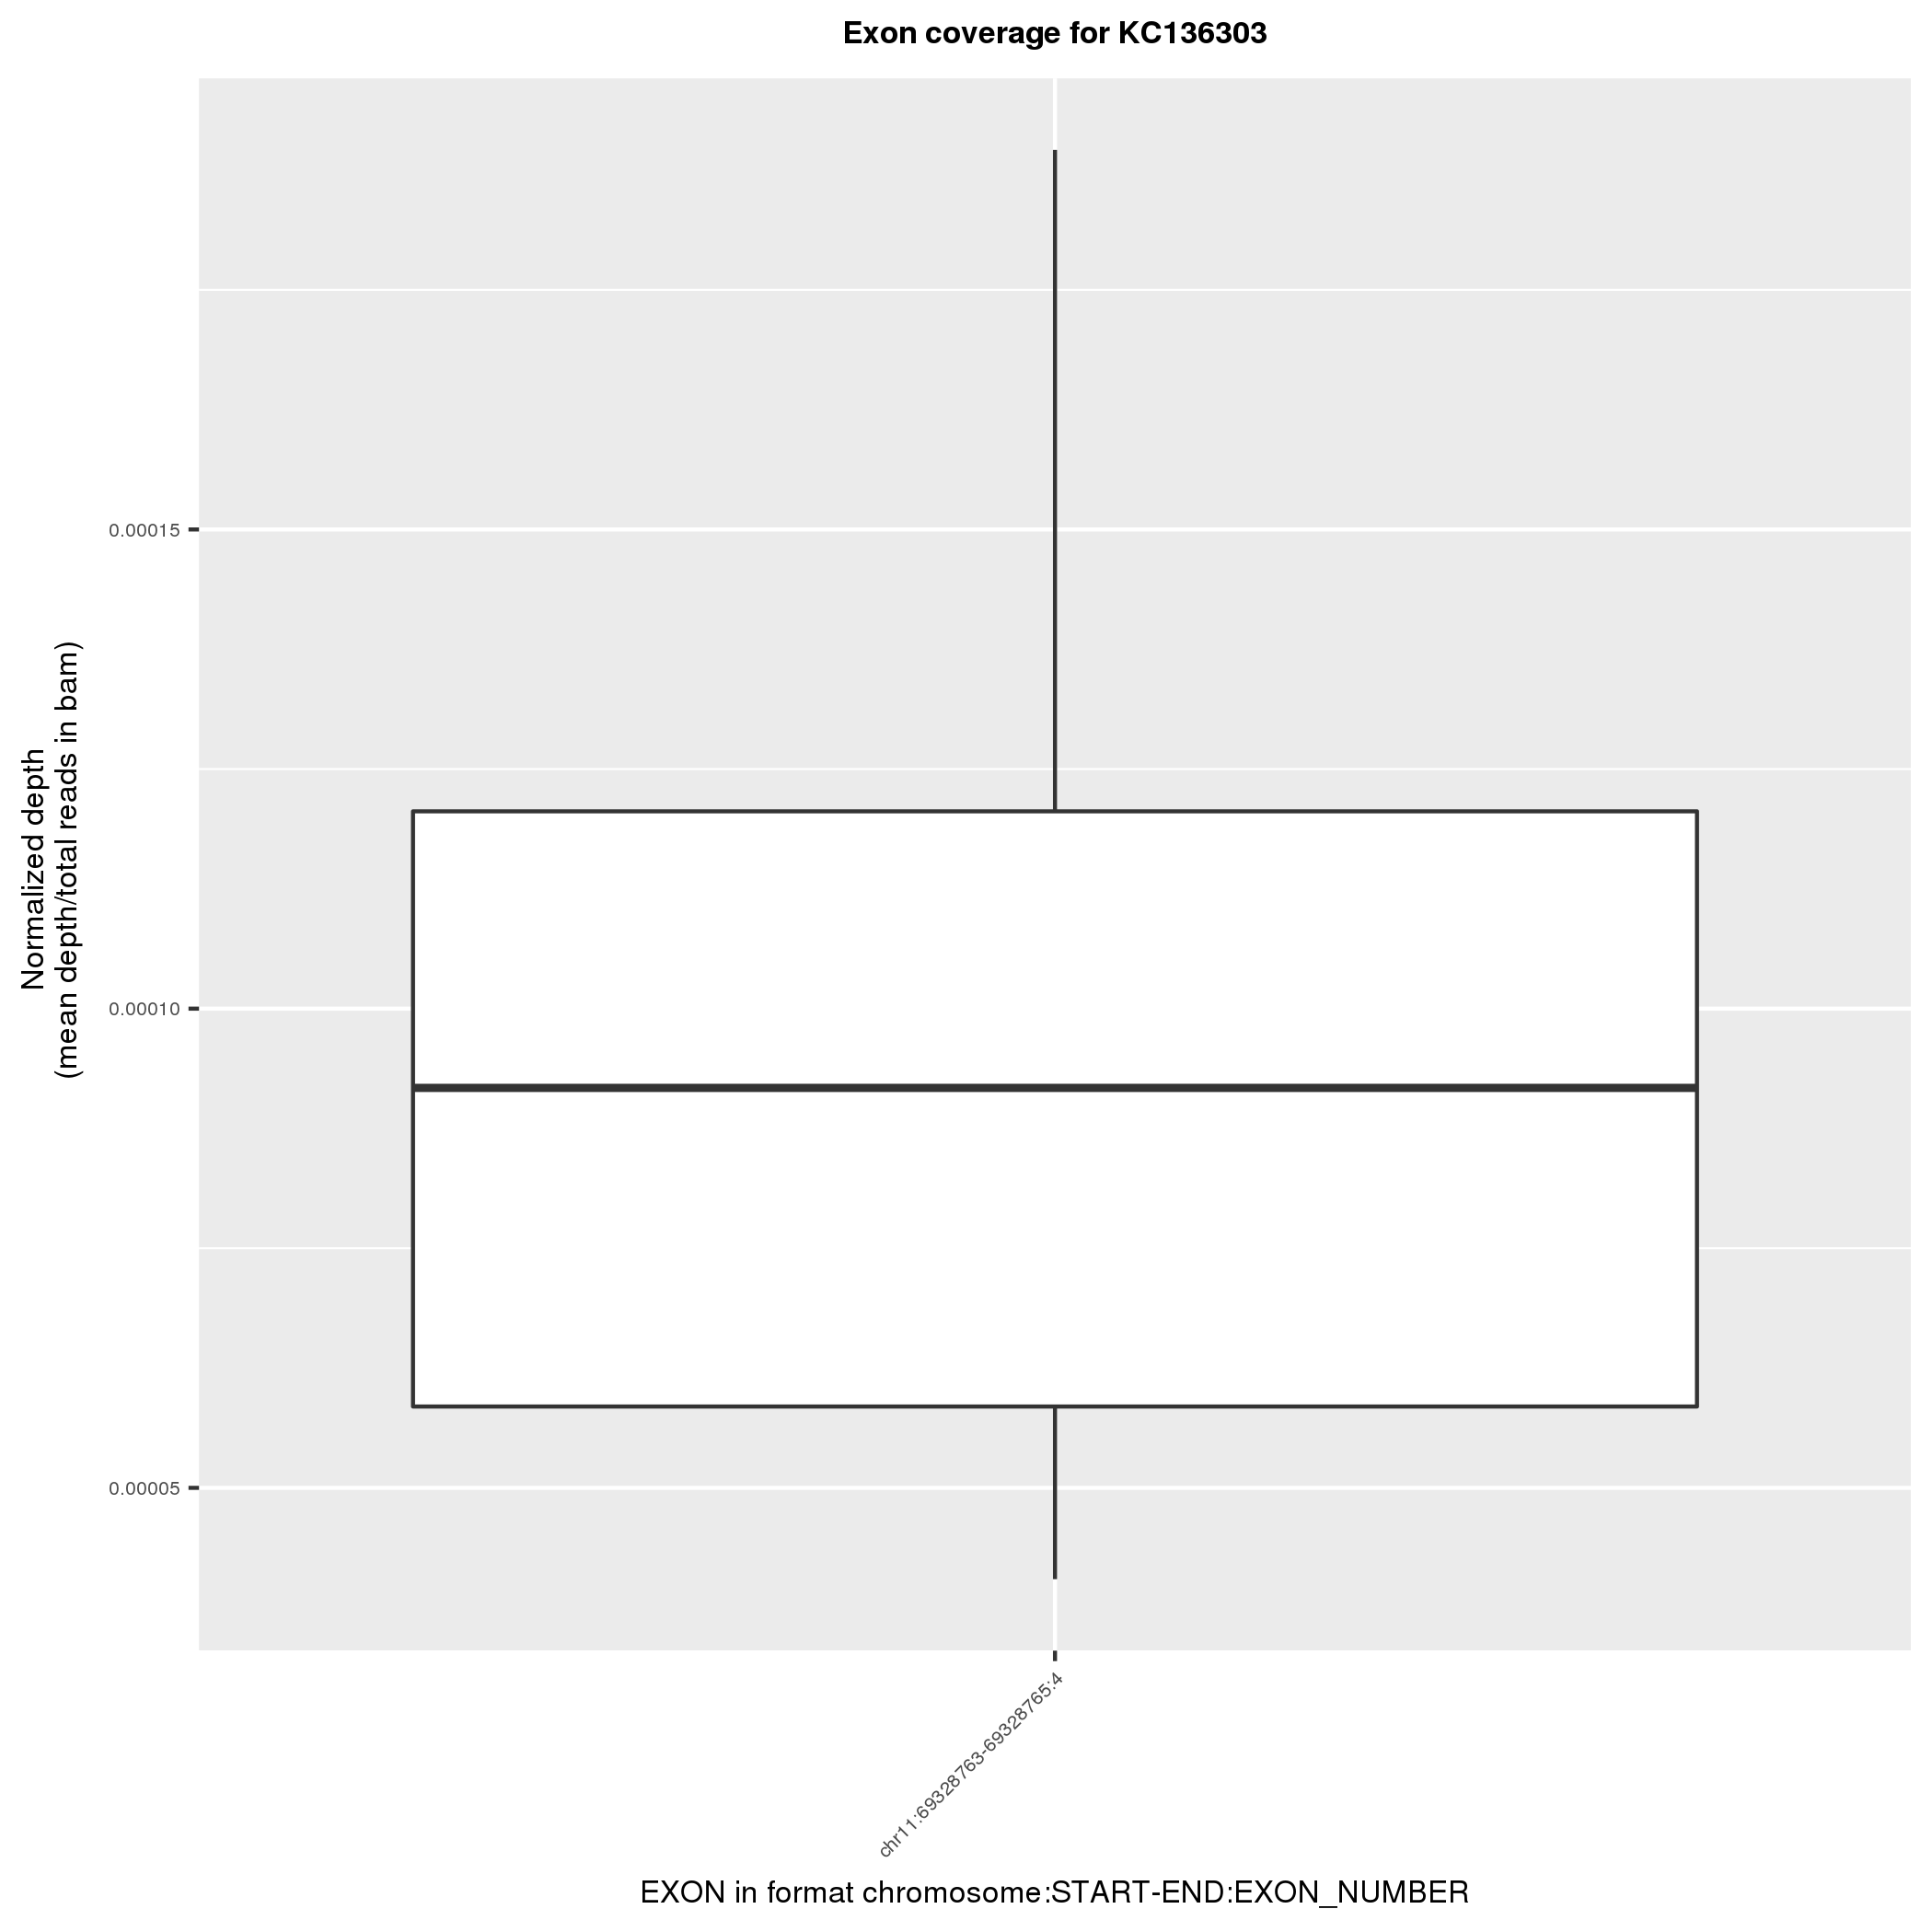 Exon coverage for KC136303
Normalized depth
(mean depth/total reads in bam)
0.00015
0.00010
0.00005
chr11:69328763-69328765:4
EXON in format chromosome:START-END:EXON_NUMBER